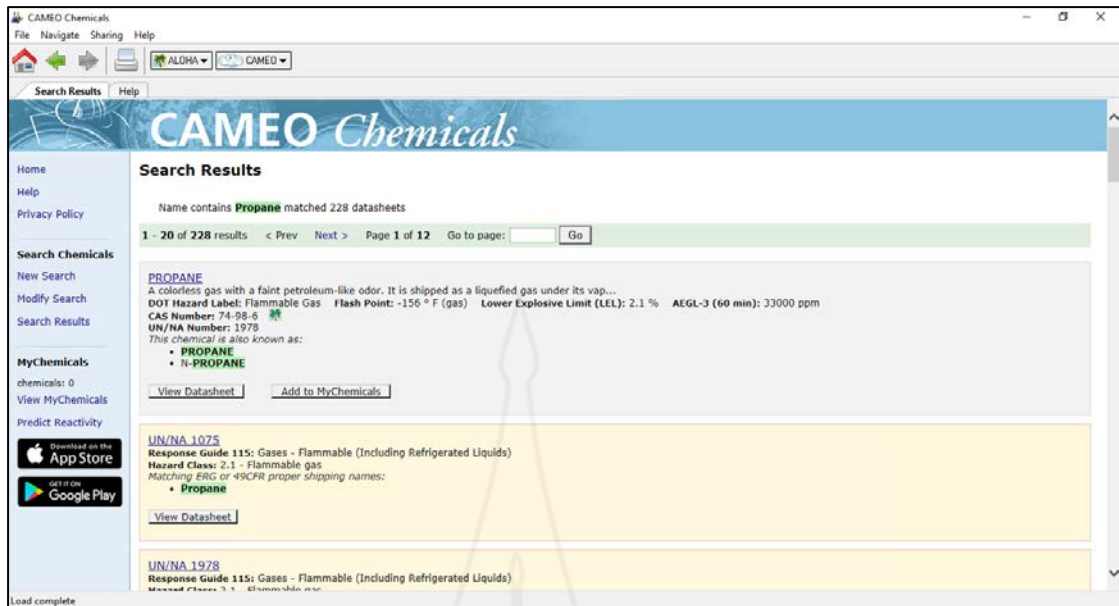 CAMEO Chemicals
File Navigate Sharing Help
ALOHA CAMEO
Search Results Help
CAMEO Chemicals
Home
Help
Privacy Policy
Search Chemicals
New Search
Modify Search
Search Results
MyChemicals
chemicals: 0
View MyChemicals
Predict Reactivity
Download on the
App Store
GET IT ON
Google Play
Search Results
Name contains Propane matched 228 datasheets
1 - 20 of 228 results < Prev Next > Page 1 of 12 Go to page: Go
PROPANE
A colorless gas with a faint petroleum-like odor. It is shipped as a liquefied gas under its vap...
DOT Hazard Label: Flammable Gas Flash Point: -156 ° F (gas) Lower Explosive Limit (LEL): 2.1 % AEGL-3 (60 min): 33000 ppm
CAS Number: 74-98-6
UN/NA Number: 1978
This chemical is also known as:
• PROPANE
• N-PROPANE
View Datasheet Add to MyChemicals
UN/NA 1075
Response Guide 115: Gases - Flammable (Including Refrigerated Liquids)
Hazard Class: 2.1 - Flammable gas
Matching ERG or 49CFR proper shipping names:
• Propane
View Datasheet
UN/NA 1978
Response Guide 115: Gases - Flammable (Including Refrigerated Liquids)
Hazard Class: 2.1 - Flammable gas
Load complete